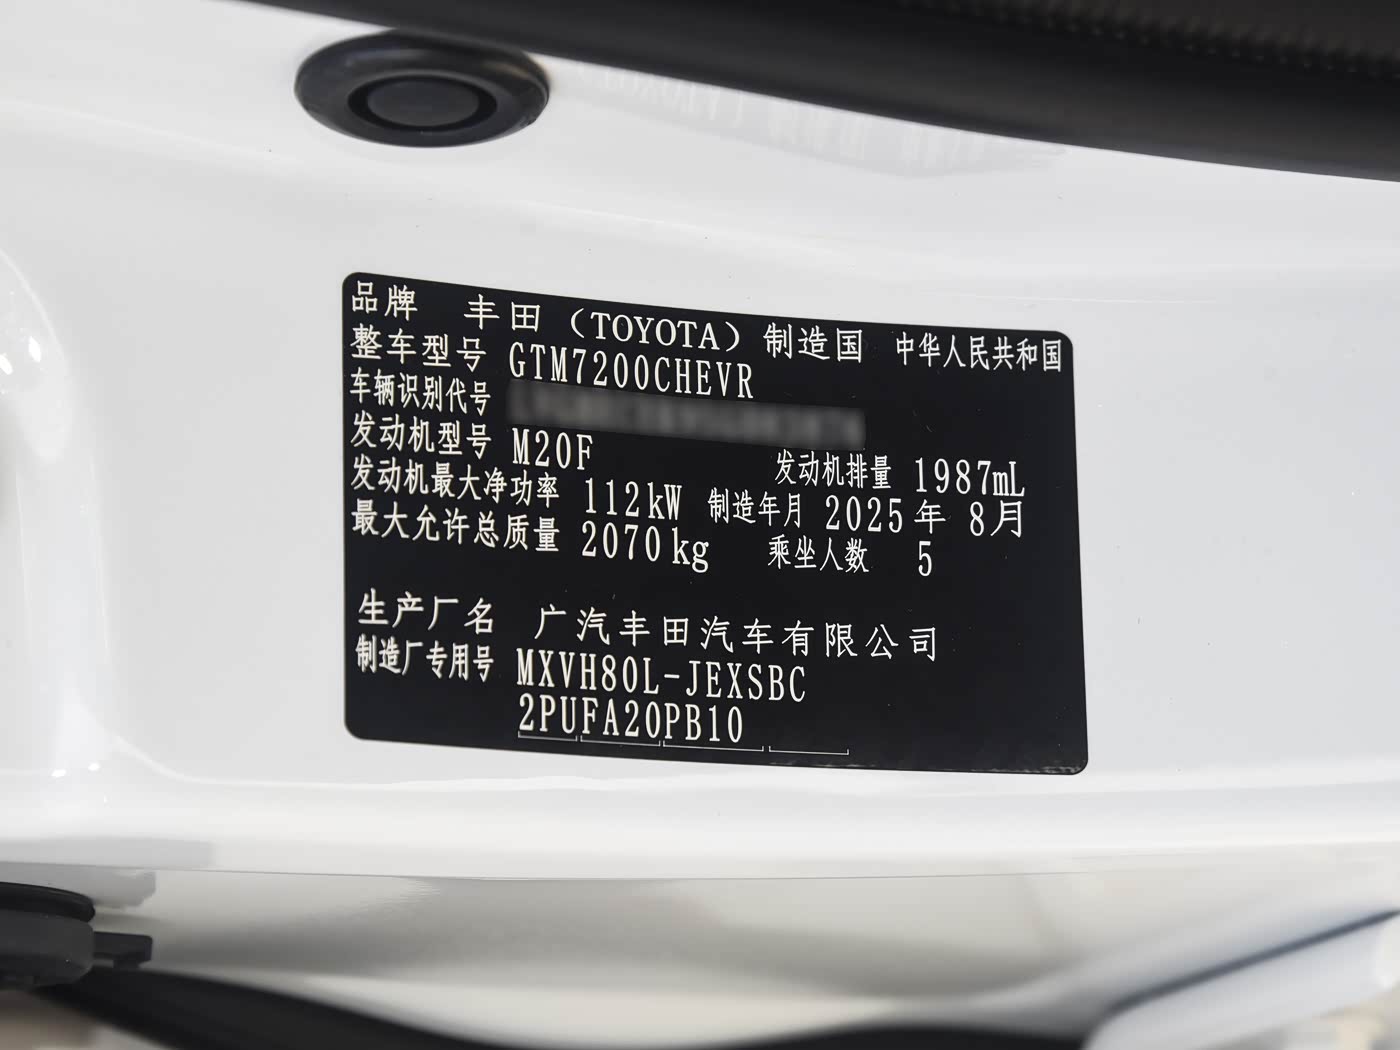 品牌 丰田（TOYOTA）制造国 中华人民共和国
整车型号 GTM7200CHEVR
车辆识别代号
发动机型号 M20F 发动机排量 1987mL
发动机最大净功率 112kW 制造年月 2025年 8月
最大允许总质量 2070kg 乘坐人数 5
生产厂名 广汽丰田汽车有限公司
制造厂专用号 MXVH80L-JEXSBC
2PUFA20PB10